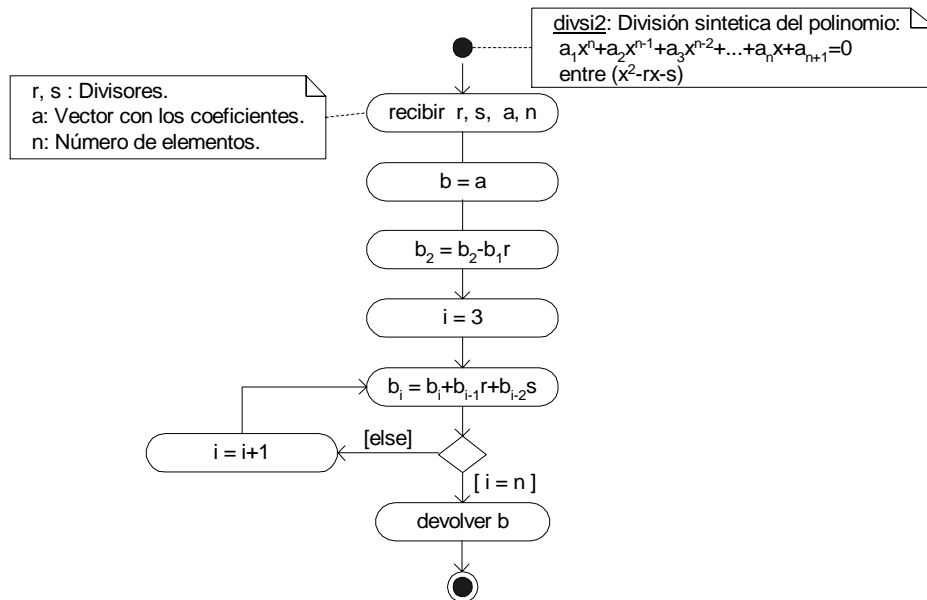 divsi2: División sintetica del polinomio:
a₁xⁿ+a₂xⁿ⁻¹+a₃xⁿ⁻²+...+aₙx+aₙ₊₁=0
entre (x²-rx-s)
r, s : Divisores.
a: Vector con los coeficientes.
n: Número de elementos.
recibir r, s, a, n
b = a
b₂ = b₂-b₁r
i = 3
bᵢ = bᵢ+bᵢ₋₁r+bᵢ₋₂s
[else]
i = i+1
[ i = n ]
devolver b